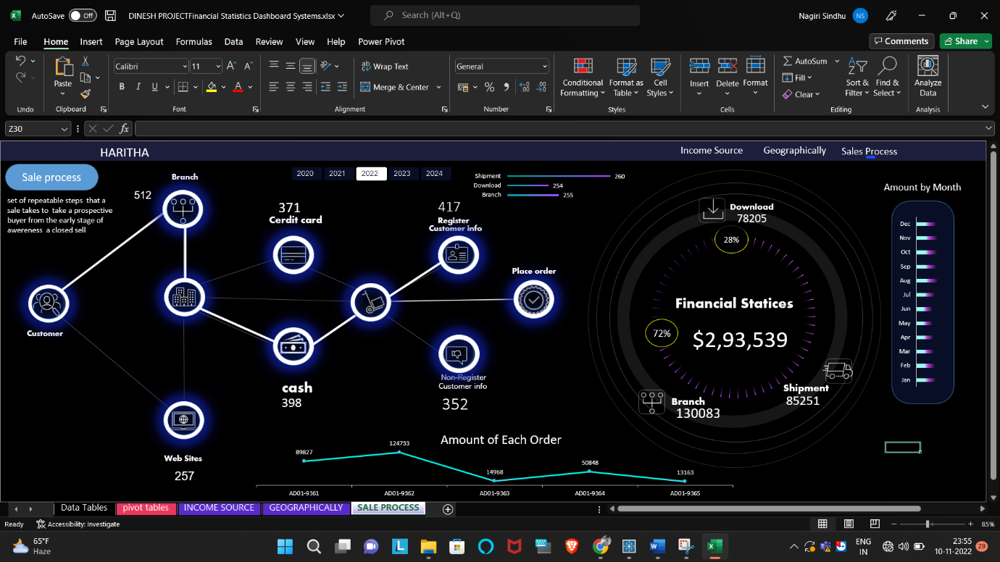 AutoSave Off DINESH PROJECTFinancial Statistics Dashboard Systems.xlsx Search (Alt+Q) Nagiri Sindhu NS
File Home Insert Page Layout Formulas Data Review View Help Power Pivot Comments Share
Paste
Calibri 11
B I U A
Wrap Text
Merge & Center
General
Conditional Formatting
Format as Table
Cell Styles
Insert Delete Format
AutoSum
Fill
Clear
Sort & Filter
Find & Select
Analyze Data
Undo Clipboard Font Alignment Number Styles Cells Editing Analysis
Z30 fx
HARITHA Income Source Geographically Sales Process
Sale process
set of repeatable steps that a
sale takes to take a prospective
buyer from the early stage of
awereness a closed sell
Branch
512
2020 2021 2022 2023 2024
Shipment 260
Download 254
Branch 255
371
Cerdit card
417
Register
Customer info
Place order
Customer
cash
398
Non-Register
Customer info
352
Web Sites
257
Download
78205
28%
Financial Statices
72%
$2,93,539
Shipment
85251
Branch
130083
Amount by Month
Dec
Nov
Oct
Sep
Aug
Jul
Jun
May
Apr
Mar
Feb
Jan
Amount of Each Order
89827 124733 14968 50848 13163
AD01-9361 AD01-9362 AD01-9363 AD01-9364 AD01-9365
Data Tables pivot tables INCOME SOURCE GEOGRAPHICALLY SALE PROCESS
Ready Accessibility: Investigate 85%
65°F
Haze
ENG
IN
23:55
10-11-2022
29